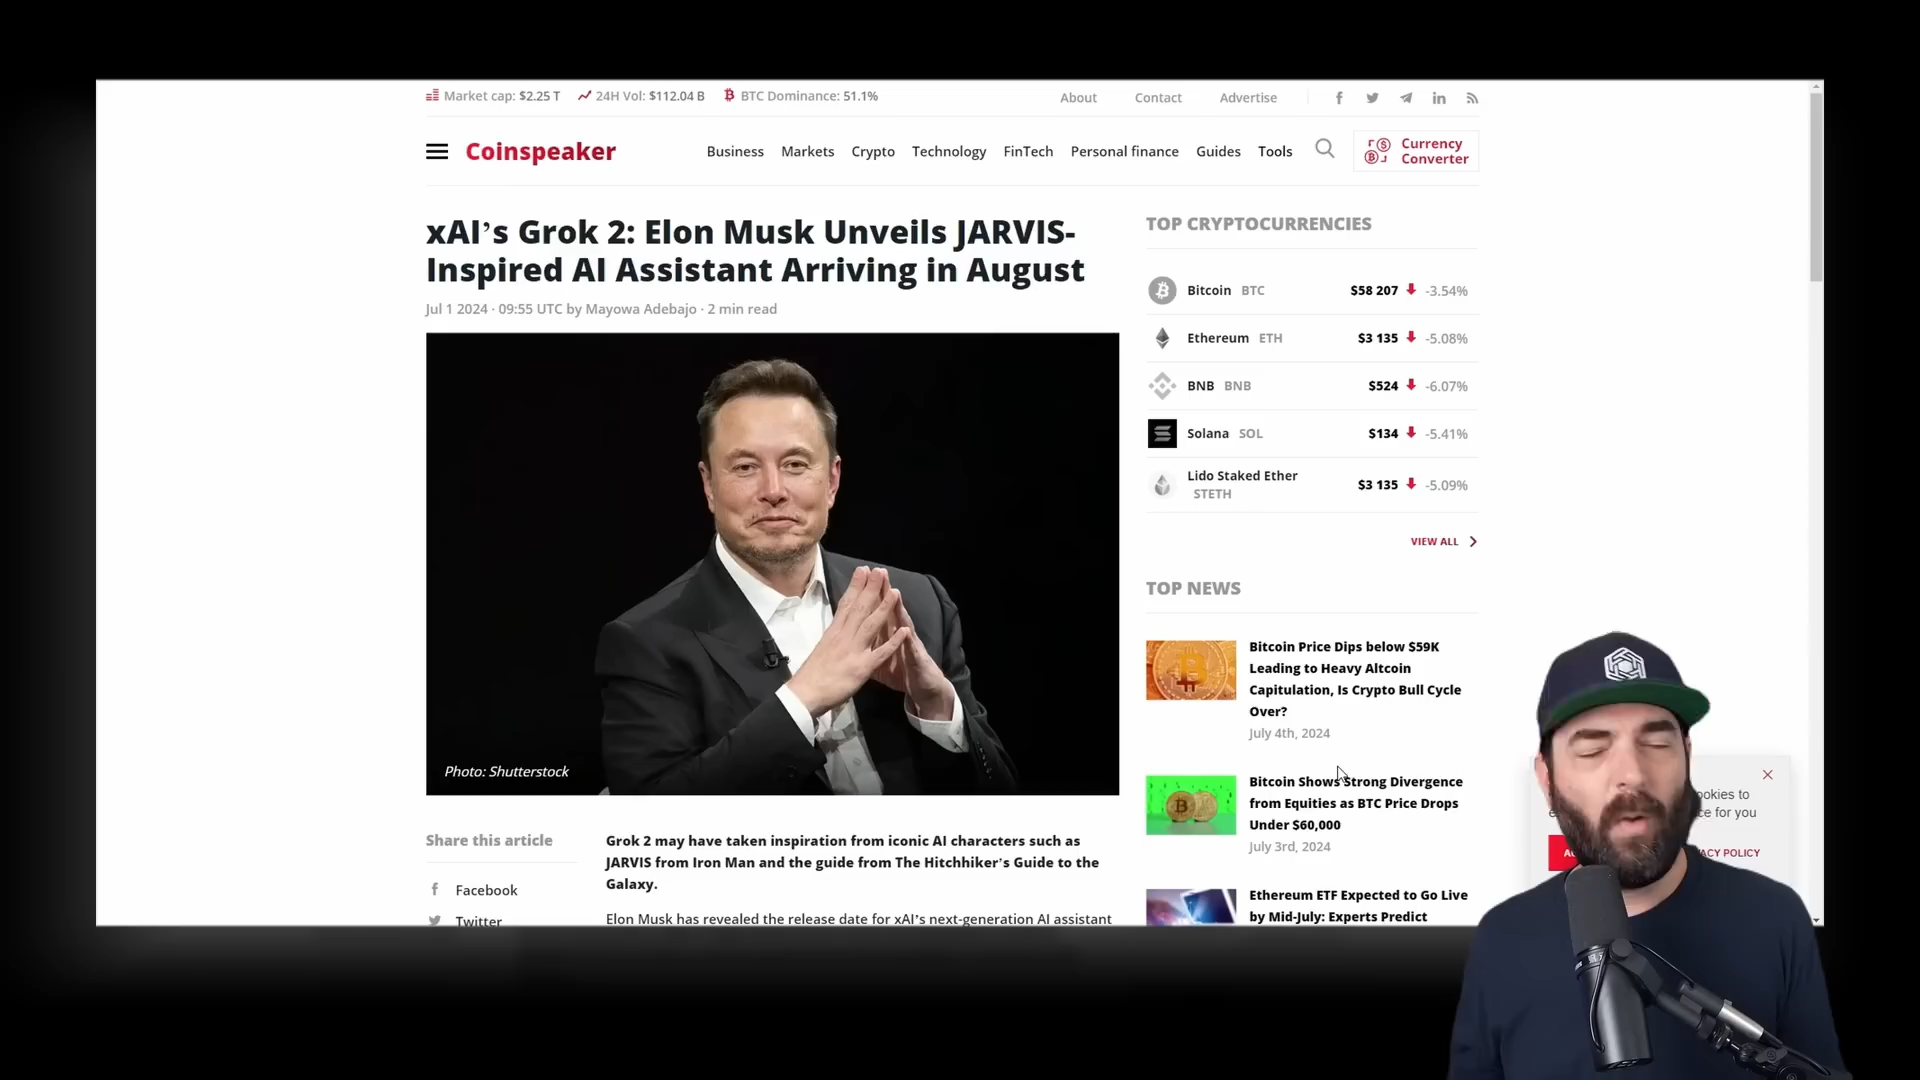 Market cap: $2.25 T 24H Vol: $112.04 B BTC Dominance: 51.1%
About Contact Advertise
Coinspeaker
Business Markets Crypto Technology FinTech Personal finance Guides Tools
Currency
Converter
xAI’s Grok 2: Elon Musk Unveils JARVIS-
Inspired AI Assistant Arriving in August
Jul 1 2024 · 09:55 UTC by Mayowa Adebajo · 2 min read
Photo: Shutterstock
Share this article
Facebook
Twitter
Grok 2 may have taken inspiration from iconic AI characters such as
JARVIS from Iron Man and the guide from The Hitchhiker’s Guide to the
Galaxy.
Elon Musk has revealed the release date for xAI’s next-generation AI assistant
TOP CRYPTOCURRENCIES
Bitcoin BTC $58 207 -3.54%
Ethereum ETH $3 135 -5.08%
BNB BNB $524 -6.07%
Solana SOL $134 -5.41%
Lido Staked Ether
STETH $3 135 -5.09%
VIEW ALL
TOP NEWS
Bitcoin Price Dips below $59K
Leading to Heavy Altcoin
Capitulation, Is Crypto Bull Cycle
Over?
July 4th, 2024
Bitcoin Shows Strong Divergence
from Equities as BTC Price Drops
Under $60,000
July 3rd, 2024
Ethereum ETF Expected to Go Live
by Mid-July: Experts Predict
to
for you
POLICY